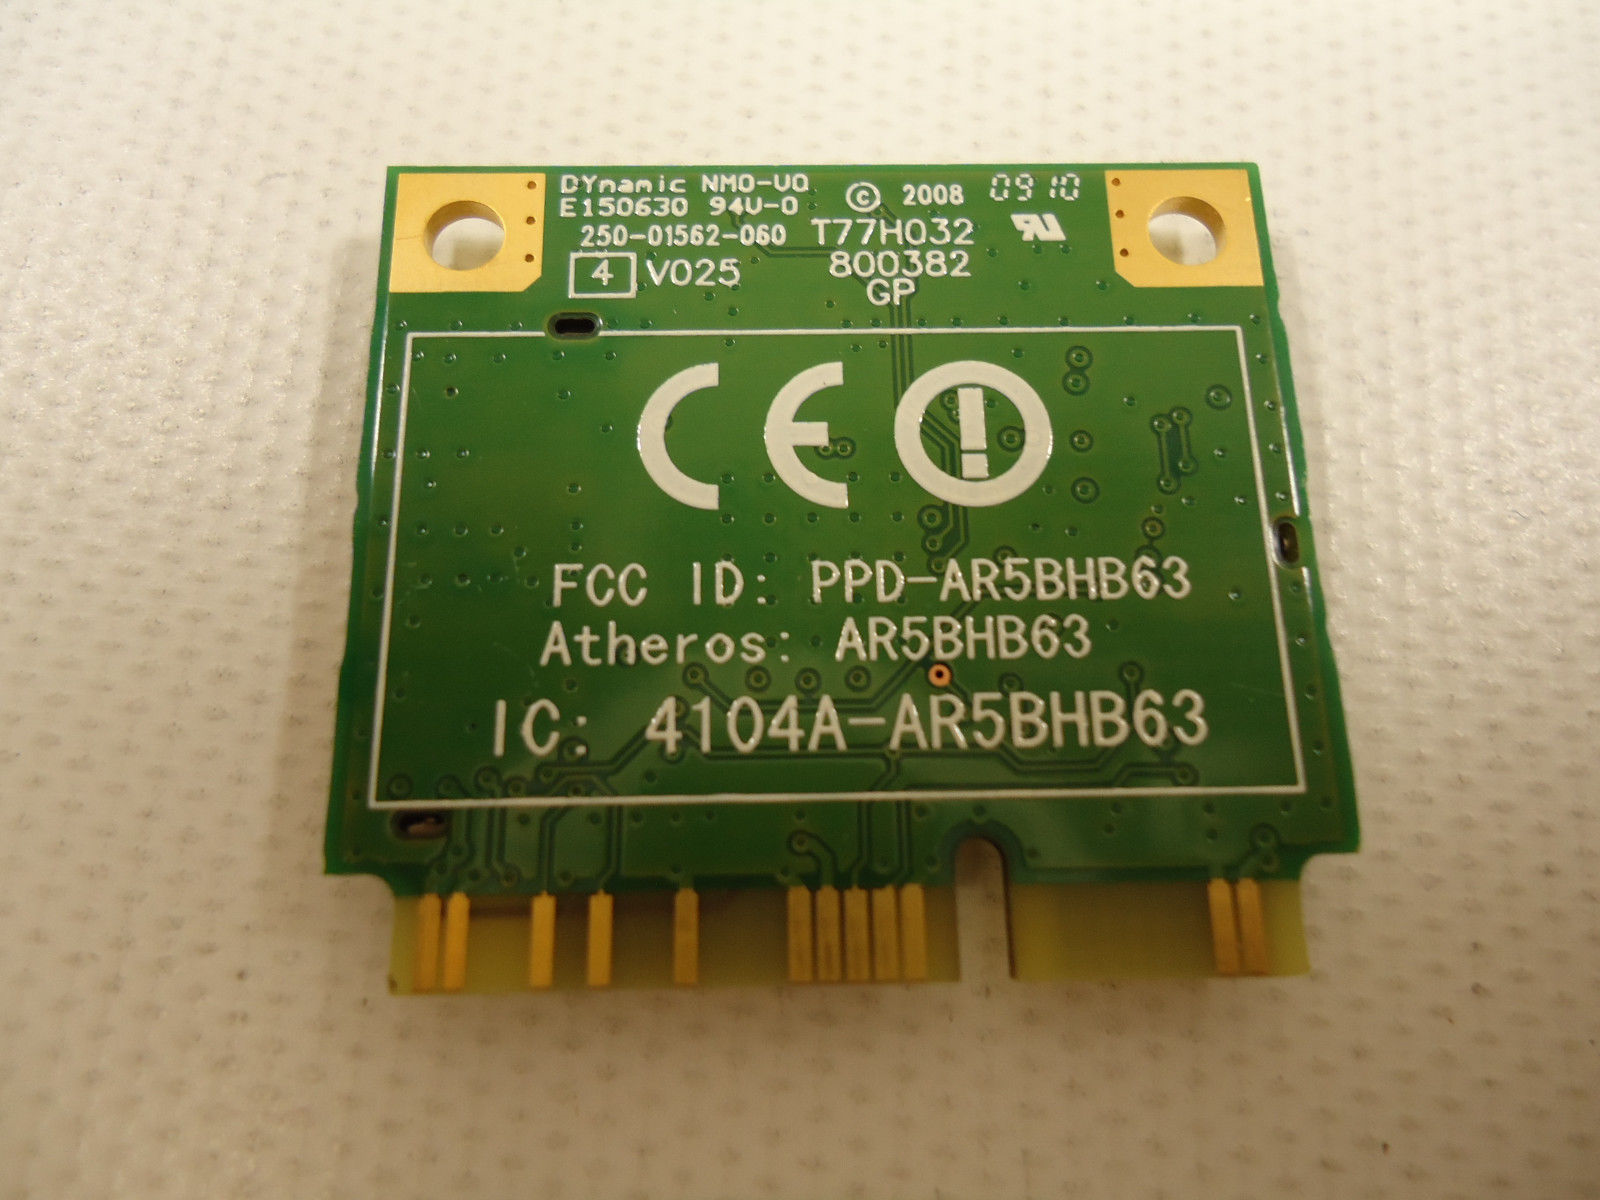 DYnamic NMO-VO
E150630 94V-0
© 2008 0910
250-01562-060 T77H032
4 V025 800382
GP
CE
FCC ID: PPD-AR5BHB63
Atheros: AR5BHB63
IC: 4104A-AR5BHB63